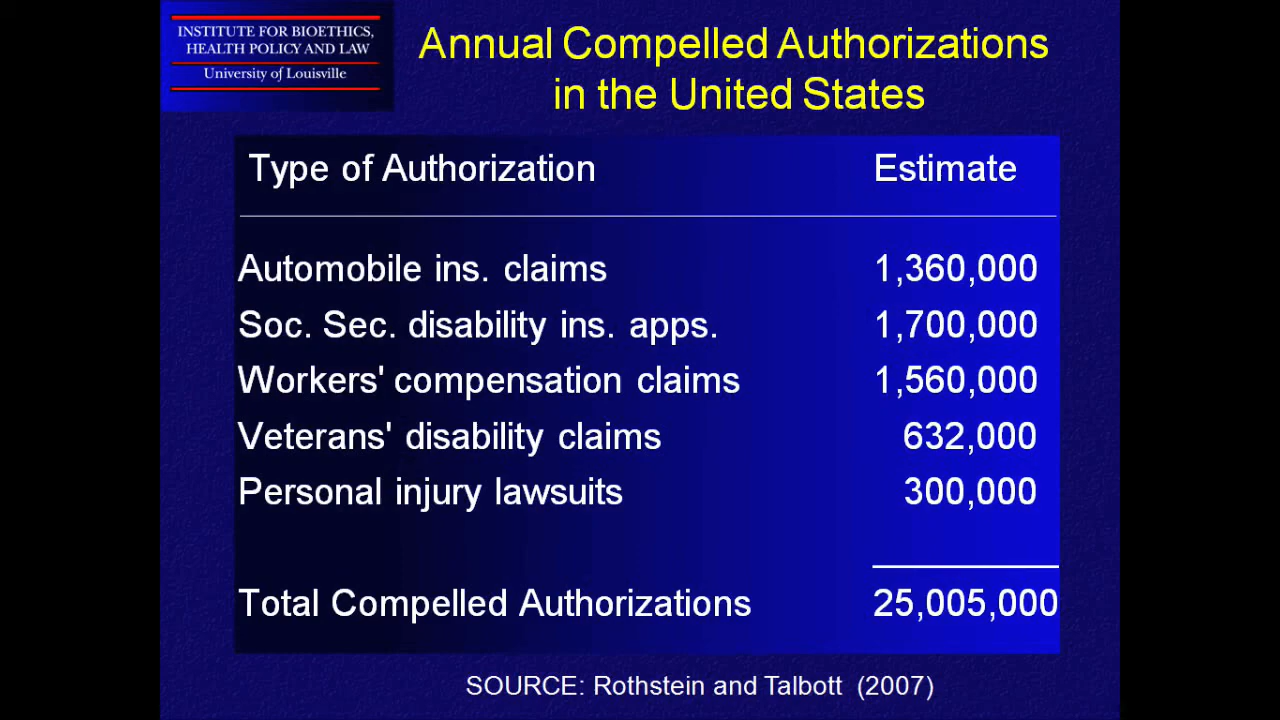 INSTITUTE FOR BIOETHICS,
HEALTH POLICY AND LAW
University of Louisville
Annual Compelled Authorizations
in the United States
Type of Authorization Estimate
Automobile ins. claims 1,360,000
Soc. Sec. disability ins. apps. 1,700,000
Workers' compensation claims 1,560,000
Veterans' disability claims 632,000
Personal injury lawsuits 300,000
Total Compelled Authorizations 25,005,000
SOURCE: Rothstein and Talbott (2007)